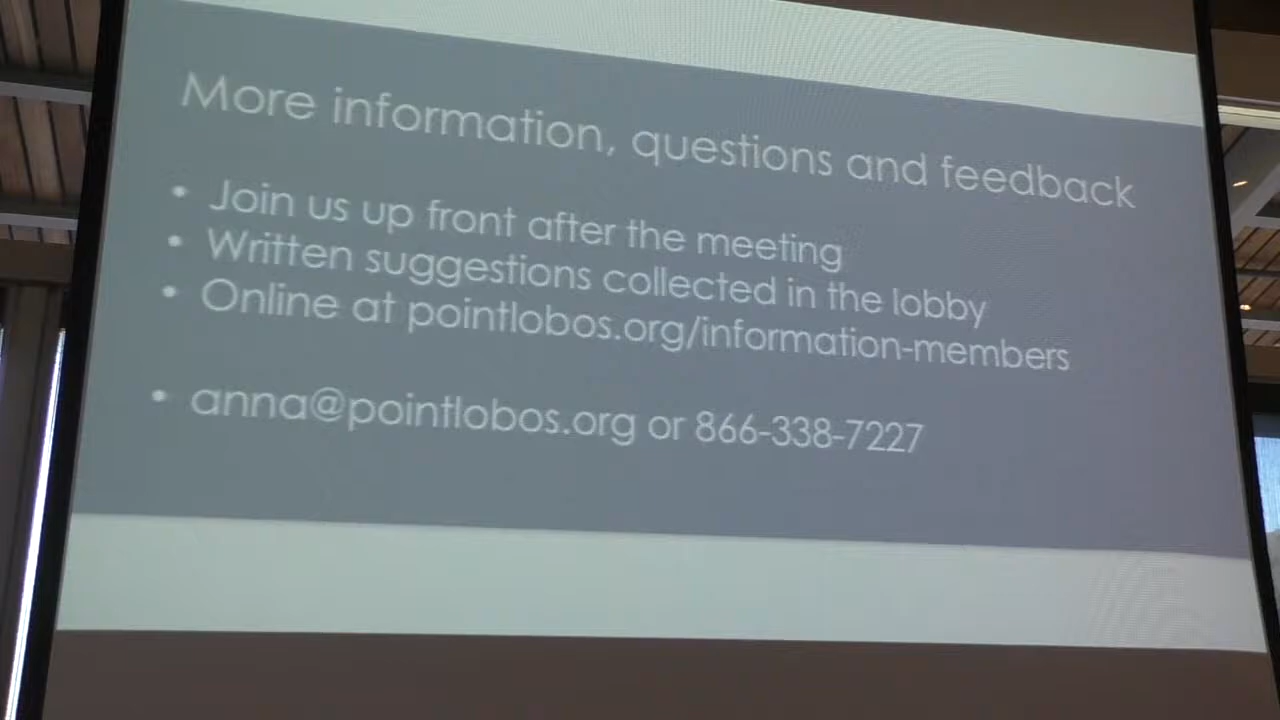 More information, questions and feedback
• Join us up front after the meeting
• Written suggestions collected in the lobby
• Online at pointlobos.org/information-members
• anna@pointlobos.org or 866-338-7227